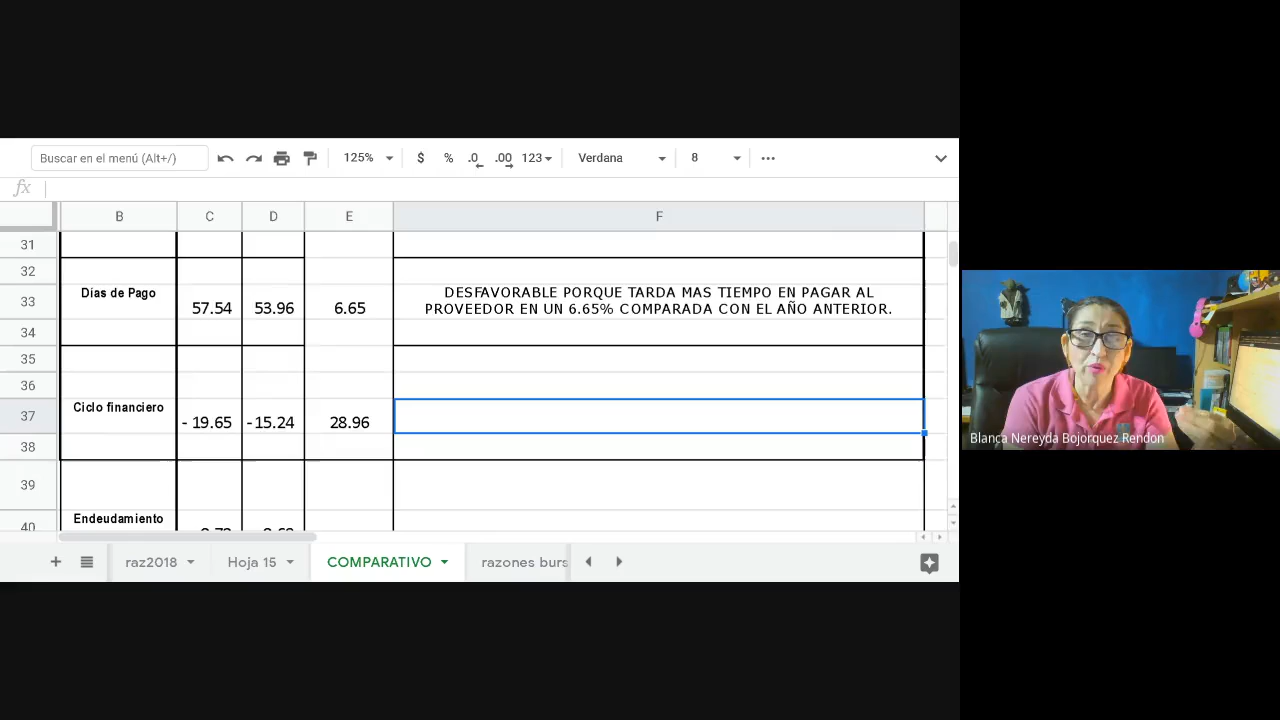 Buscar en el menú (Alt+/)
125%
$ % .0 .00 123
Verdana
8
fx
B C D E F
31
32
33
34
35
36
37
38
39
40
Días de Pago
57.54 53.96 6.65
DESFAVORABLE PORQUE TARDA MAS TIEMPO EN PAGAR AL
PROVEEDOR EN UN 6.65% COMPARADA CON EL AÑO ANTERIOR.
Ciclo financiero
- 19.65 -15.24 28.96
Endeudamiento
raz2018
Hoja 15
COMPARATIVO
razones burs
Blanca Nereyda Bojorquez Rendon